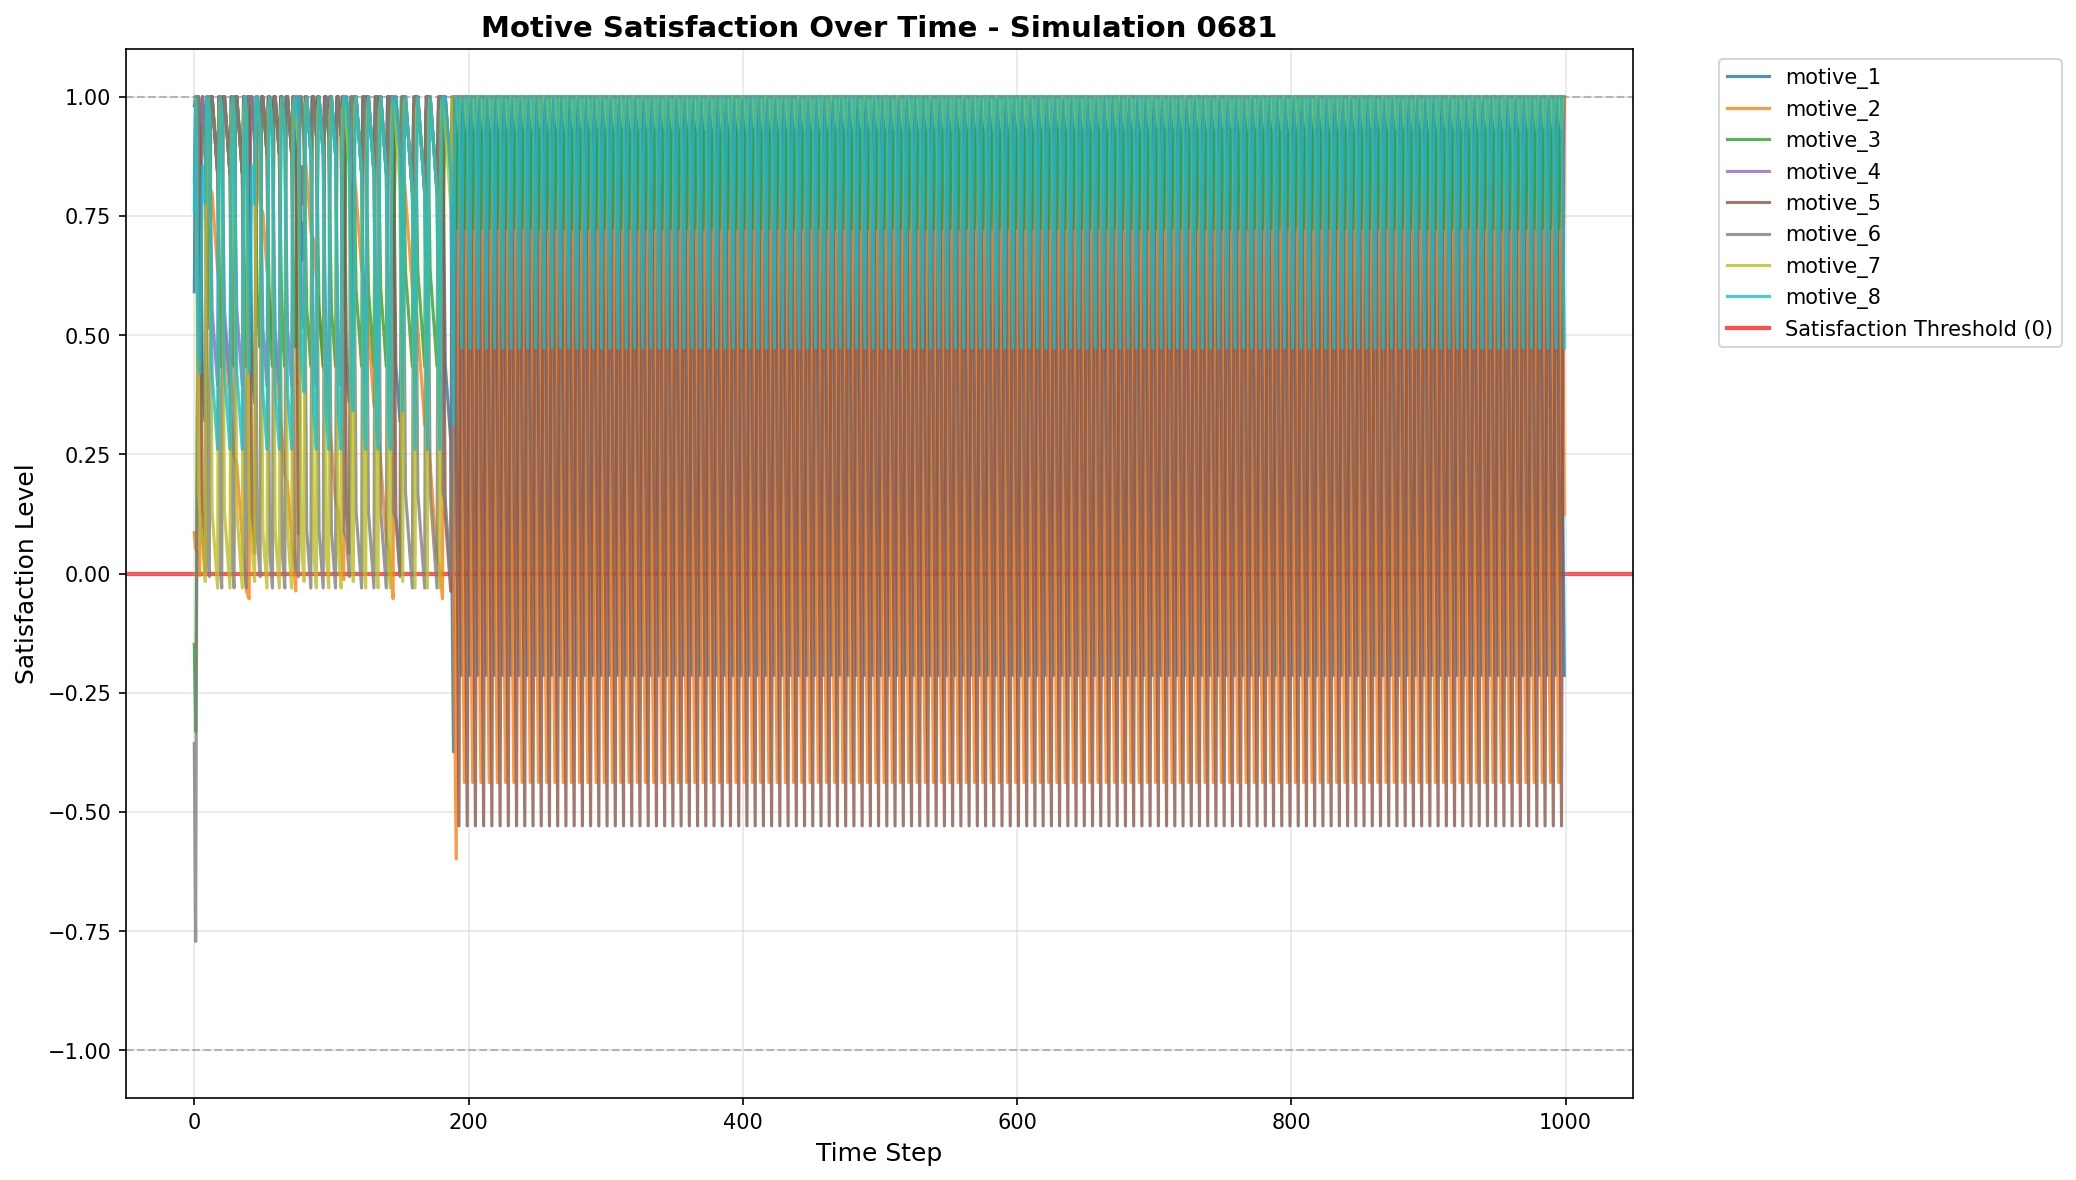 Motive Satisfaction Over Time - Simulation 0681
1.00
0.75
0.50
0.25
0.00
−0.25
−0.50
−0.75
−1.00
Satisfaction Level
0
200
400
600
800
1000
Time Step
motive_1
motive_2
motive_3
motive_4
motive_5
motive_6
motive_7
motive_8
Satisfaction Threshold (0)